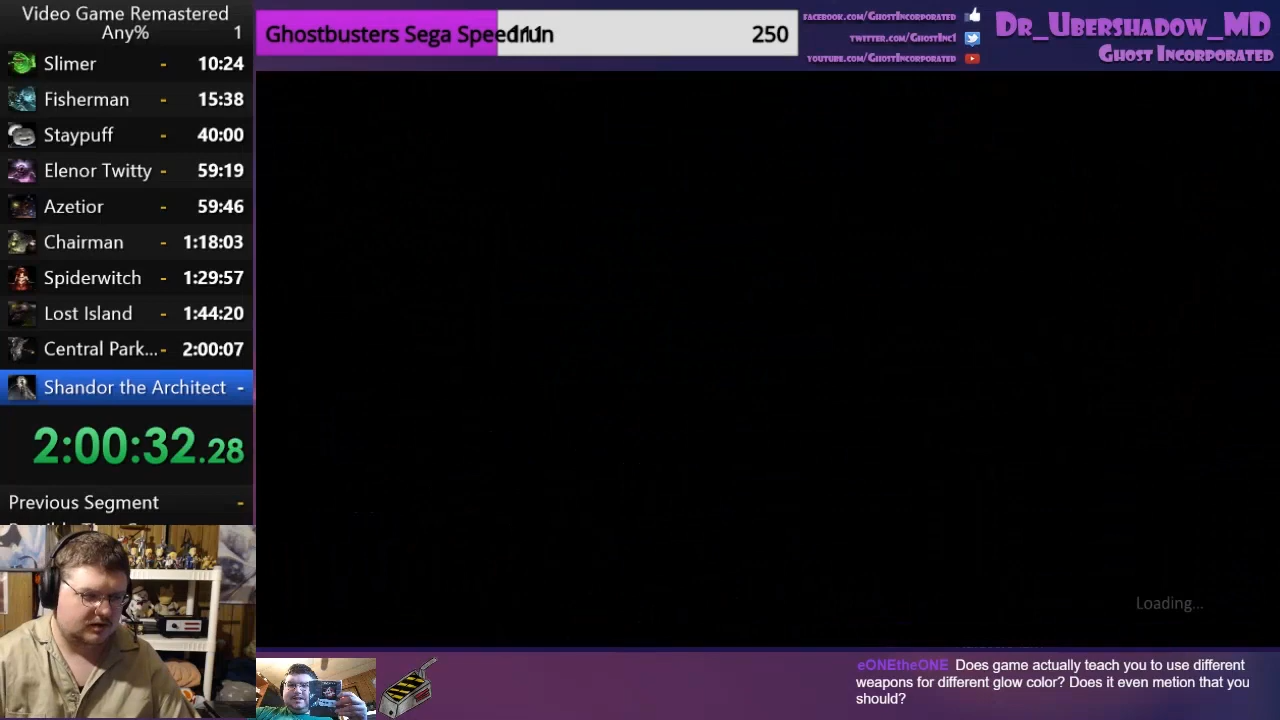 Video Game Remastered
Any% 1
Slimer - 10:24
Fisherman - 15:38
Staypuff - 40:00
Elenor Twitty - 59:19
Azetior - 59:46
Chairman - 1:18:03
Spiderwitch - 1:29:57
Lost Island - 1:44:20
Central Park... - 2:00:07
Shandor the Architect -
2:00:32.28
Previous Segment -
Ghostbusters Sega Speedrun
250
facebook.com/GhostIncorporated
twitter.com/GhostInc1
youtube.com/GhostIncorporated
Dr_Ubershadow_MD
Ghost Incorporated
Loading...
eONEtheONE Does game actually teach you to use different
weapons for different glow color? Does it even metion that you
should?